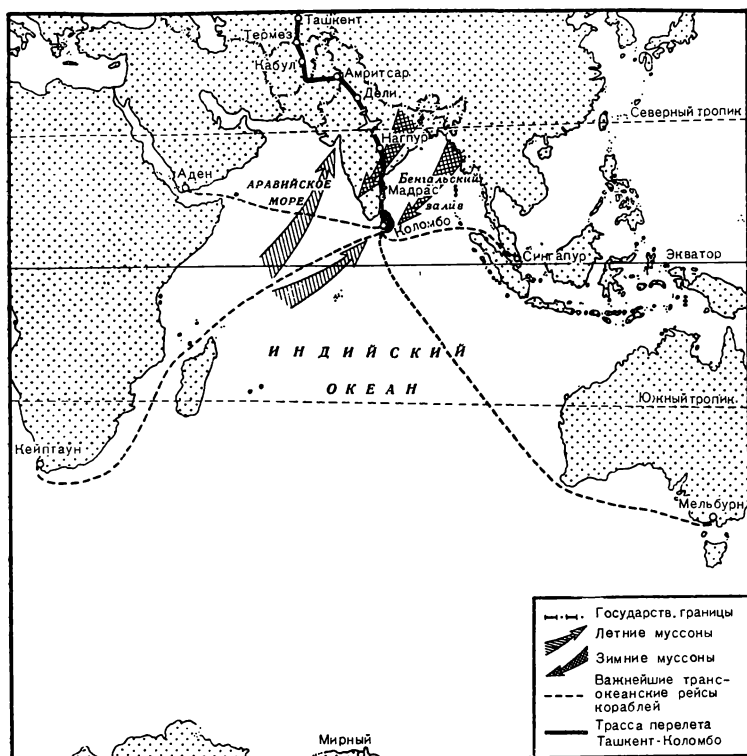 Ташкент
Термез
Кабул
Амритсар
Дели
Северный тропик
Нагпур
Аден
АРАВИЙСКОЕ
МОРЕ
Бенгальский
залив
Мадрас
Коломбо
Сингапур
Экватор
ИНДИЙСКИЙ
ОКЕАН
Южный тропик
Кейптаун
Мельбурн
Мирный
Государств. границы
Летние муссоны
Зимние муссоны
Важнейшие транс-
океанские рейсы
кораблей
Трасса перелета
Ташкент-Коломбо